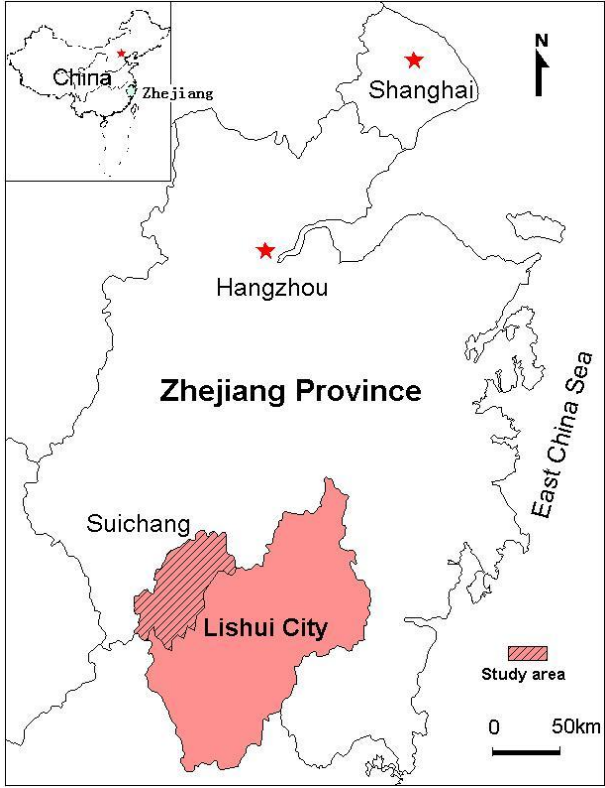 N
Shanghai
China
Zhejiang
Hangzhou
Zhejiang Province
East China Sea
Suichang
Lishui City
Study area
0 50km